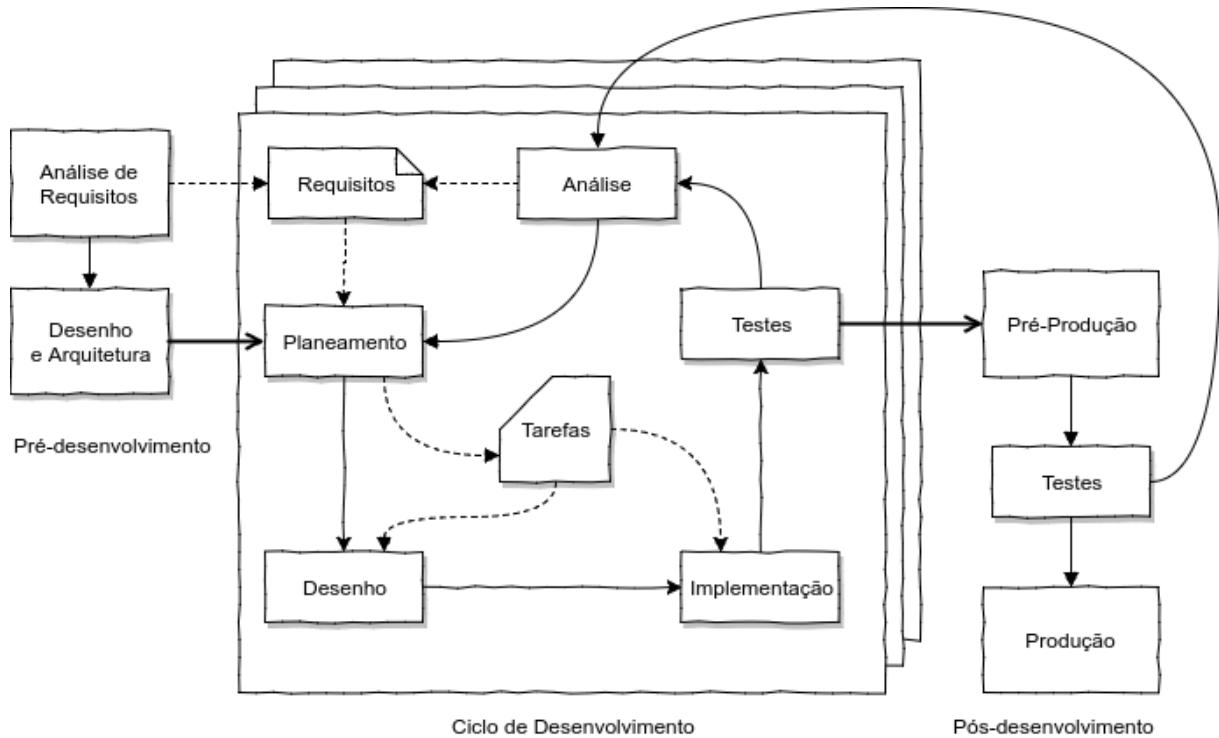 Análise de
Requisitos
Requisitos
Análise
Desenho
e Arquitetura
Planeamento
Testes
Pré-Produção
Tarefas
Pré-desenvolvimento
Testes
Desenho
Implementação
Produção
Ciclo de Desenvolvimento
Pós-desenvolvimento